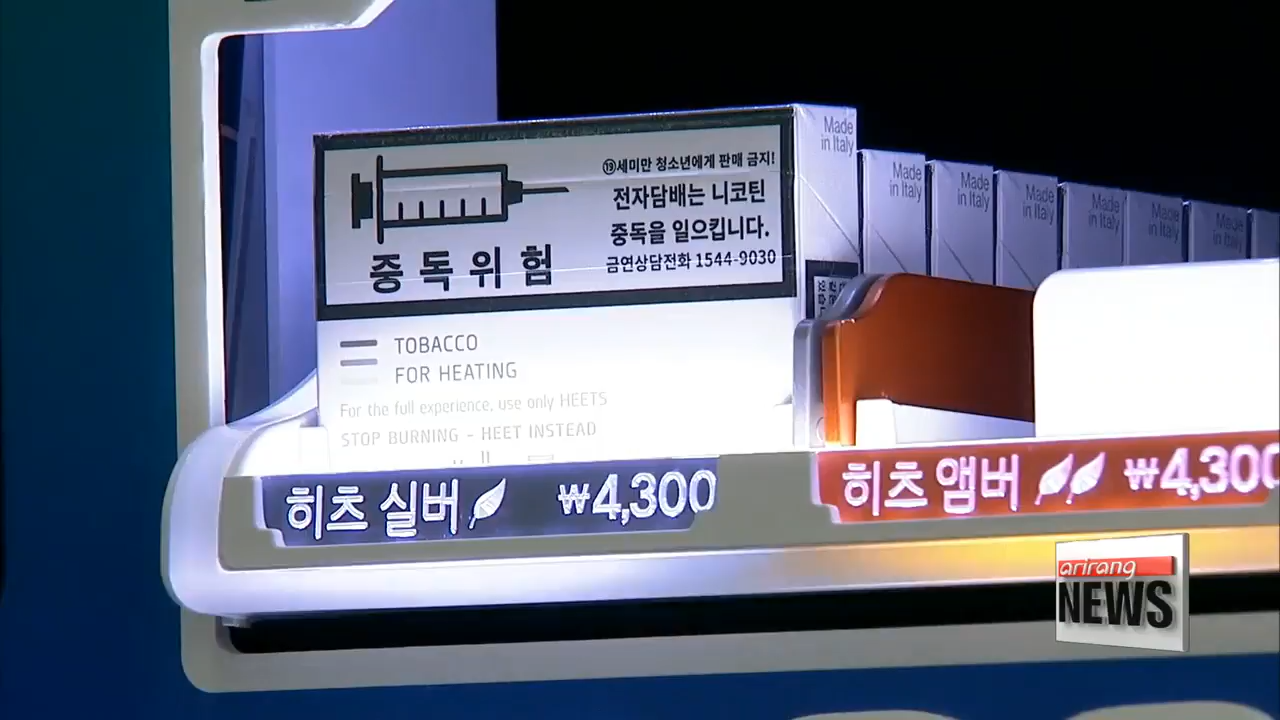 ⑲세미만 청소년에게 판매 금지!
전자담배는 니코틴
중독을 일으킵니다.
금연상담전화 1544-9030
중독위험
TOBACCO
FOR HEATING
For the full experience, use only HEETS
STOP BURNING - HEET INSTEAD
Made
in Italy
Made
in Italy
Made
in Italy
Made
in Italy
Made
in Italy
Made
in Italy
Made
in Italy
히츠 실버 ₩4,300
히츠 앰버 ₩4,300
arirang
NEWS